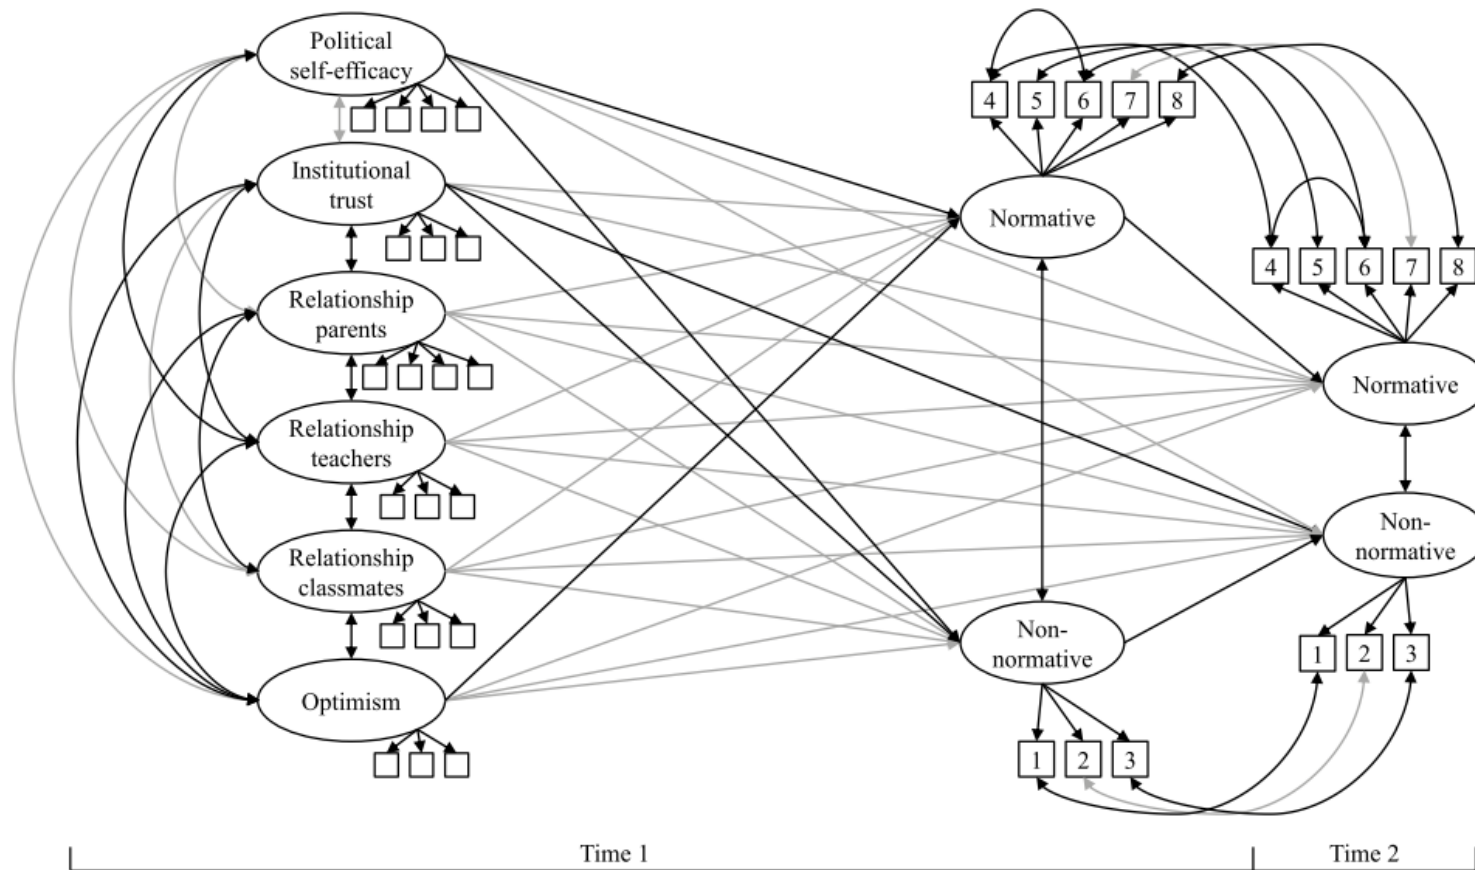 Political
self-efficacy
Institutional
trust
Relationship
parents
Relationship
teachers
Relationship
classmates
Optimism
4 5 6 7 8
Normative
Non-
normative
1 2 3
4 5 6 7 8
Normative
Non-
normative
1 2 3
Time 1
Time 2